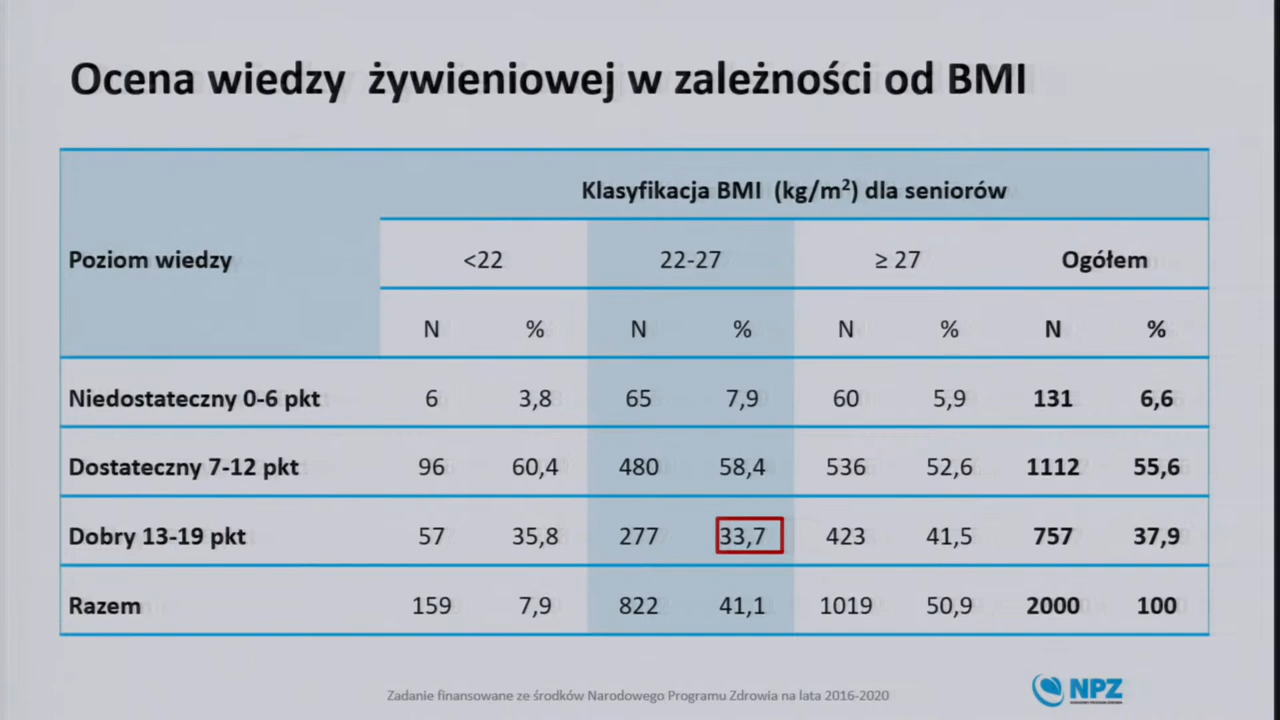 Ocena wiedzy żywieniowej w zależności od BMI
Klasyfikacja BMI (kg/m²) dla seniorów
Poziom wiedzy <22 22-27 ≥ 27 Ogółem
N % N % N % N %
Niedostateczny 0-6 pkt 6 3,8 65 7,9 60 5,9 131 6,6
Dostateczny 7-12 pkt 96 60,4 480 58,4 536 52,6 1112 55,6
Dobry 13-19 pkt 57 35,8 277 33,7 423 41,5 757 37,9
Razem 159 7,9 822 41,1 1019 50,9 2000 100
Zadanie finansowane ze środków Narodowego Programu Zdrowia na lata 2016-2020
NPZ